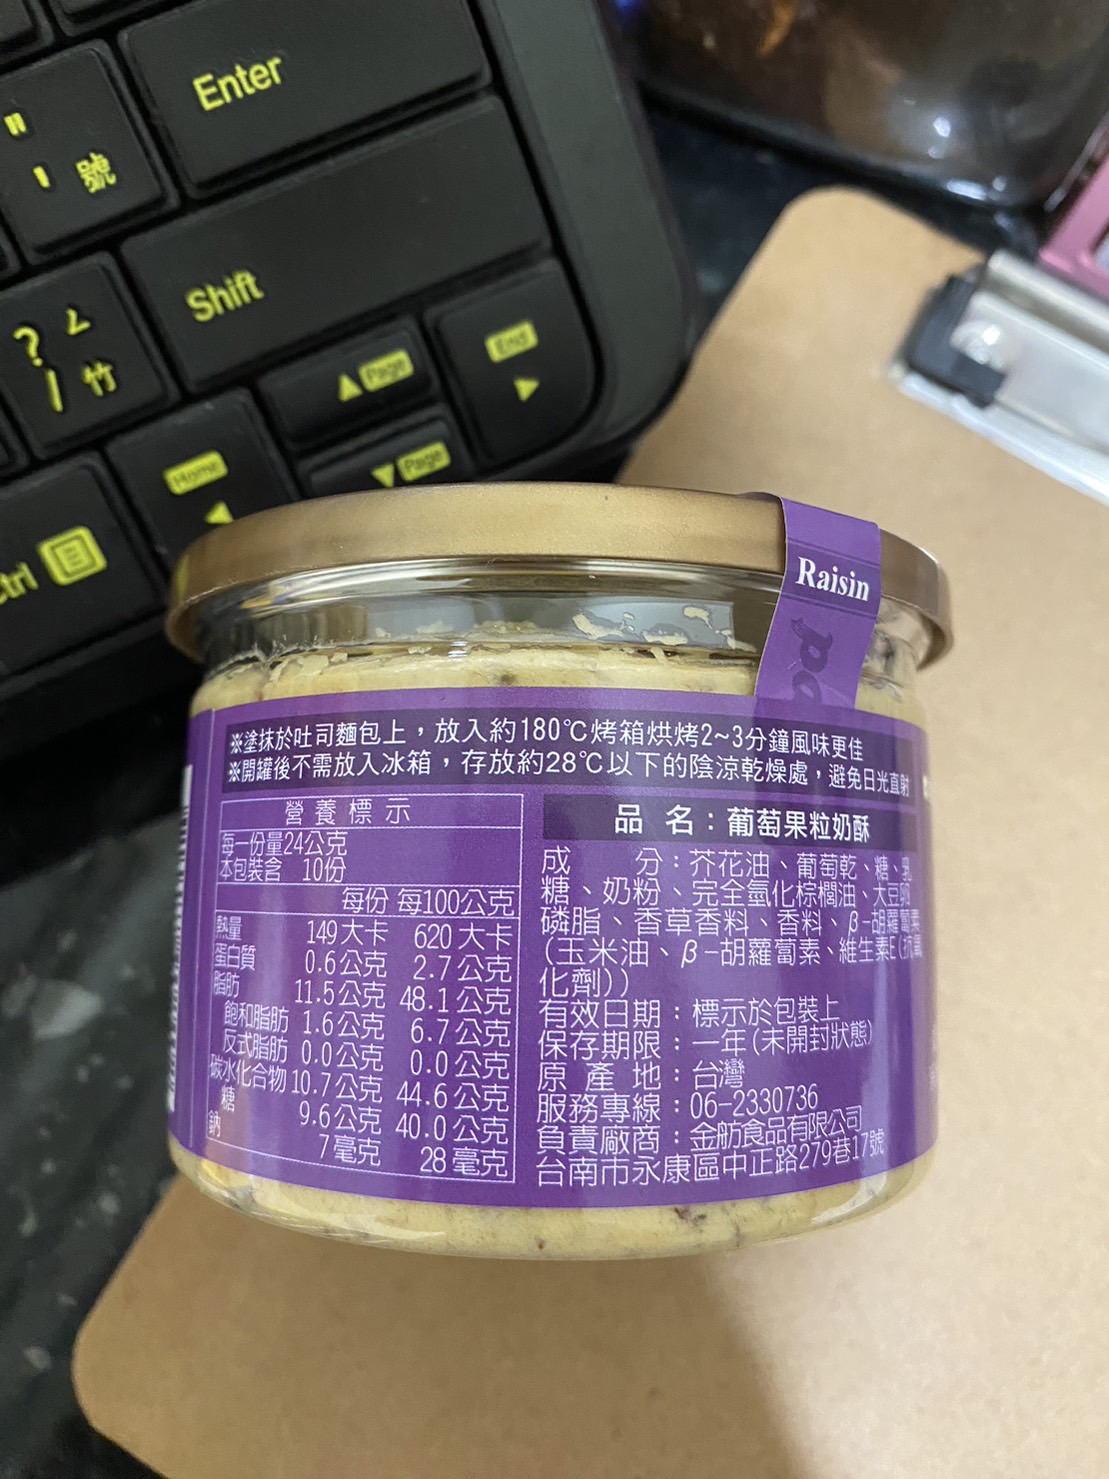 Enter
"
' 號
Shift
? ㄥ
/ 竹
Page
End
Home
Page
Ctrl
Raisin
※塗抹於吐司麵包上，放入約180℃烤箱烘烤2~3分鐘風味更佳
※開罐後不需放入冰箱，存放約28℃以下的陰涼乾燥處，避免日光直射
營養標示
每一份量24公克
本包裝含 10份
每份 每100公克
熱量 149大卡 620大卡
蛋白質 0.6公克 2.7公克
脂肪 11.5公克 48.1公克
飽和脂肪 1.6公克 6.7公克
反式脂肪 0.0公克 0.0公克
碳水化合物 10.7公克 44.6公克
糖 9.6公克 40.0公克
鈉 7毫克 28毫克
品名：葡萄果粒奶酥
成分：芥花油、葡萄乾、糖、乳
糖、奶粉、完全氫化棕櫚油、大豆卵
磷脂、香草香料、香料、β-胡蘿蔔素
(玉米油、β-胡蘿蔔素、維生素E(抗氧
化劑))
有效日期：標示於包裝上
保存期限：一年(未開封狀態)
原產地：台灣
服務專線：06-2330736
負責廠商：金舫食品有限公司
台南市永康區中正路279巷17號